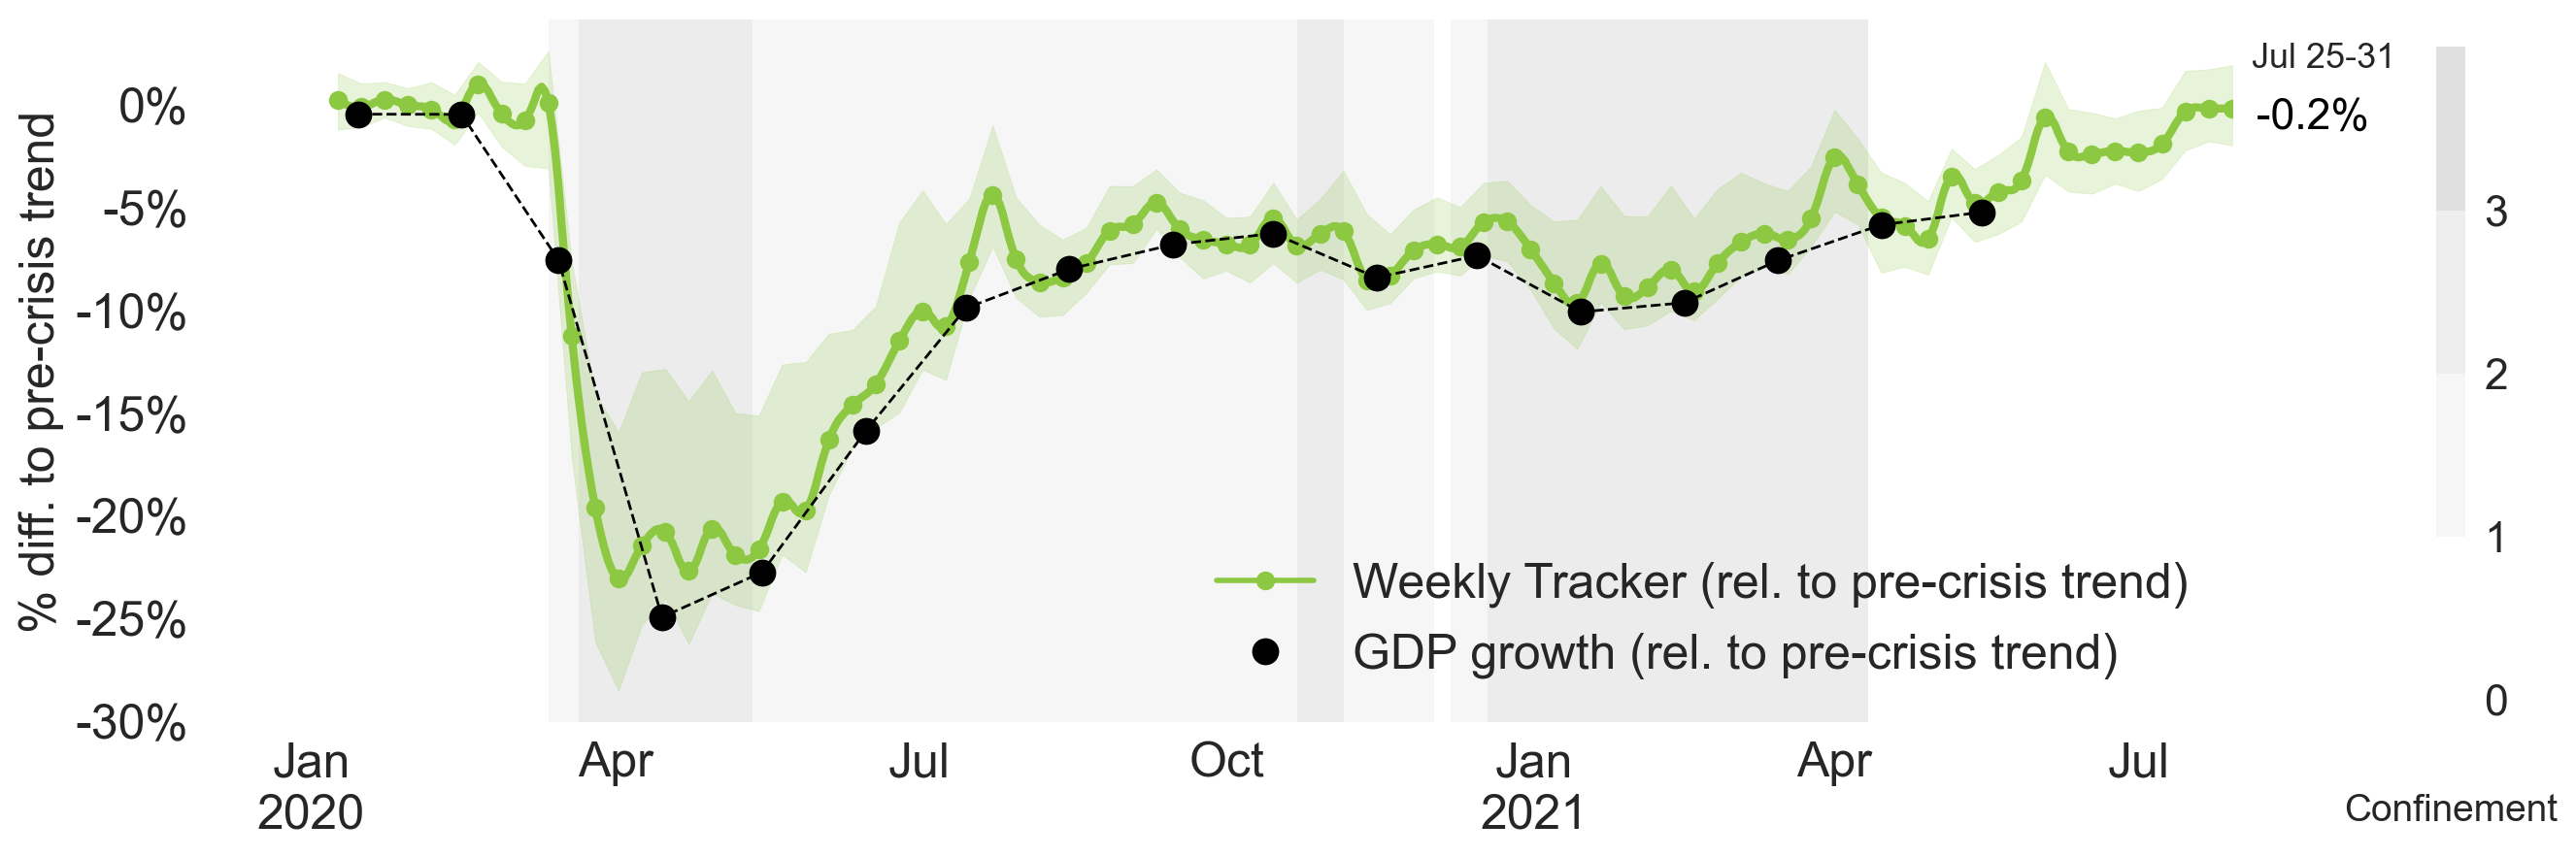 % diff. to pre-crisis trend
0%
-5%
-10%
-15%
-20%
-25%
-30%
Jan
2020
Apr
Jul
Oct
Jan
2021
Apr
Jul
Weekly Tracker (rel. to pre-crisis trend)
GDP growth (rel. to pre-crisis trend)
Jul 25-31
-0.2%
3
2
1
0
Confinement